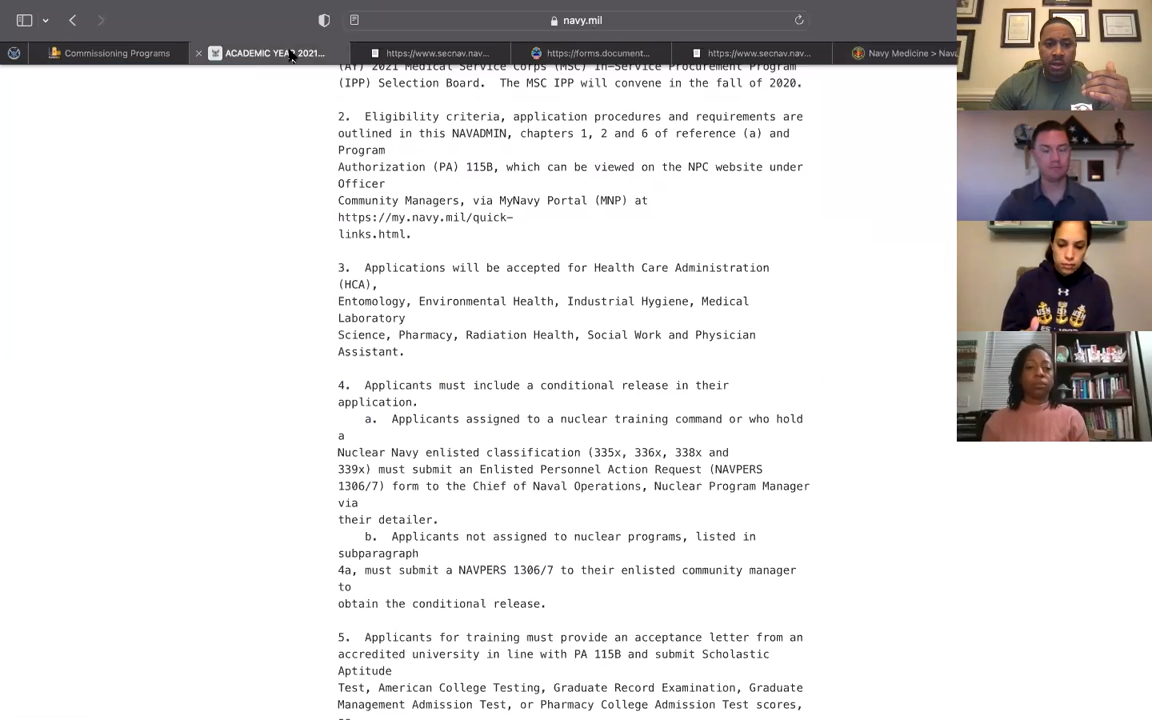 navy.mil
Commissioning Programs
ACADEMIC YEAR 2021...
https://www.secnav.nav...
https://forms.document...
https://www.secnav.nav...
Navy Medicine > Nava
(AY) 2021 Medical Service Corps (MSC) In-Service Procurement Program
(IPP) Selection Board.  The MSC IPP will convene in the fall of 2020.
2.  Eligibility criteria, application procedures and requirements are
outlined in this NAVADMIN, chapters 1, 2 and 6 of reference (a) and
Program
Authorization (PA) 115B, which can be viewed on the NPC website under
Officer
Community Managers, via MyNavy Portal (MNP) at
https://my.navy.mil/quick-
links.html.
3.  Applications will be accepted for Health Care Administration
(HCA),
Entomology, Environmental Health, Industrial Hygiene, Medical
Laboratory
Science, Pharmacy, Radiation Health, Social Work and Physician
Assistant.
4.  Applicants must include a conditional release in their
application.
a.  Applicants assigned to a nuclear training command or who hold
a
Nuclear Navy enlisted classification (335x, 336x, 338x and
339x) must submit an Enlisted Personnel Action Request (NAVPERS
1306/7) form to the Chief of Naval Operations, Nuclear Program Manager
via
their detailer.
b.  Applicants not assigned to nuclear programs, listed in
subparagraph
4a, must submit a NAVPERS 1306/7 to their enlisted community manager
to
obtain the conditional release.
5.  Applicants for training must provide an acceptance letter from an
accredited university in line with PA 115B and submit Scholastic
Aptitude
Test, American College Testing, Graduate Record Examination, Graduate
Management Admission Test, or Pharmacy College Admission Test scores,